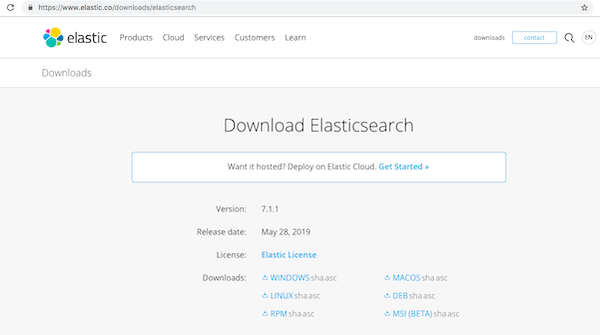 https://www.elastic.co/downloads/elasticsearch
elastic Products Cloud Services Customers Learn downloads contact EN
Downloads
Download Elasticsearch
Want it hosted? Deploy on Elastic Cloud. Get Started »
Version: 7.1.1
Release date: May 28, 2019
License: Elastic License
Downloads: WINDOWS sha asc MACOS sha asc
LINUX sha asc DEB sha asc
RPM sha asc MSI (BETA) sha asc